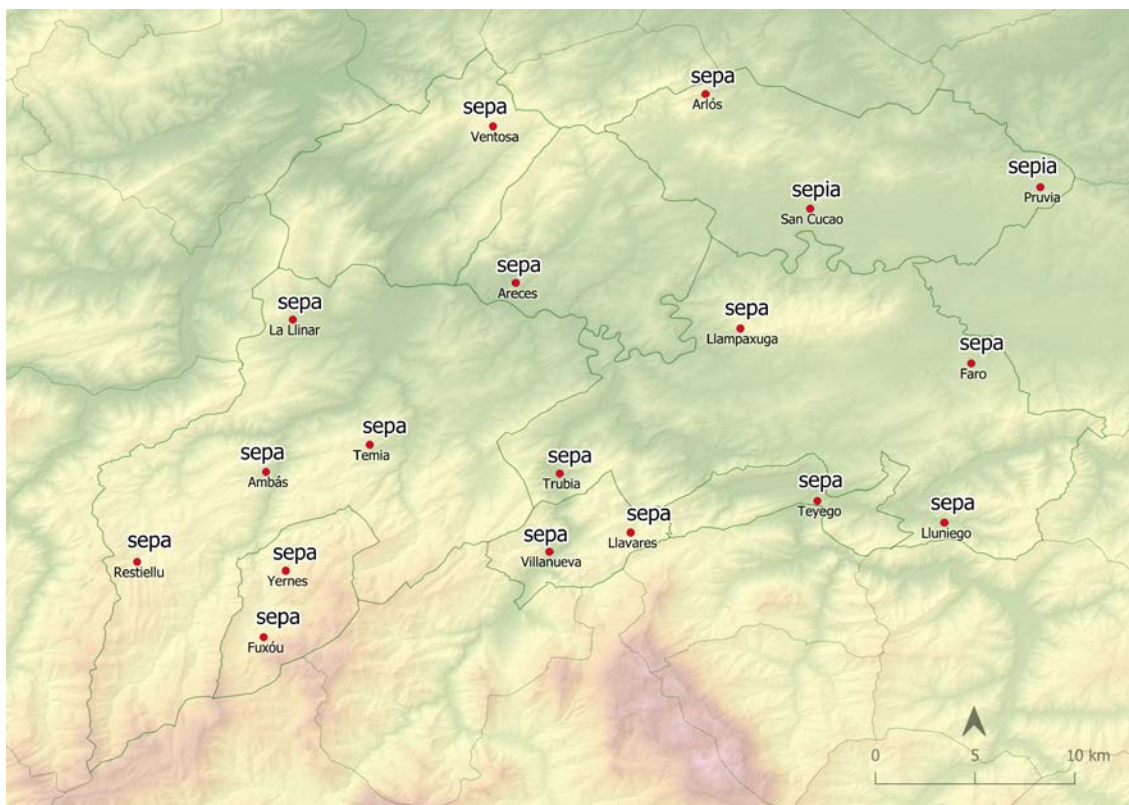 sepa
Arlós
sepa
Ventosa
sepia
Pruvia
sepia
San Cucao
sepa
Areces
sepa
La Llinar
sepa
Llampaxuga
sepa
Faro
sepa
Temia
sepa
Ambás
sepa
Trubia
sepa
Teyego
sepa
Lluniego
sepa
Llavares
sepa
Villanueva
sepa
Restiellu
sepa
Yernes
sepa
Fuxóu
0 5 10 km